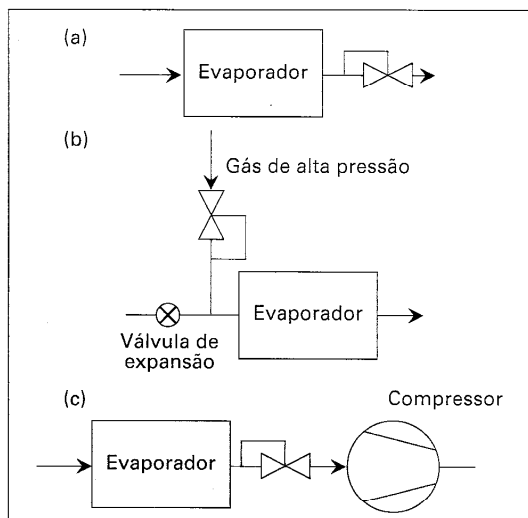 (a)
Evaporador
(b)
Gás de alta pressão
Evaporador
Válvula de
expansão
(c)
Compressor
Evaporador